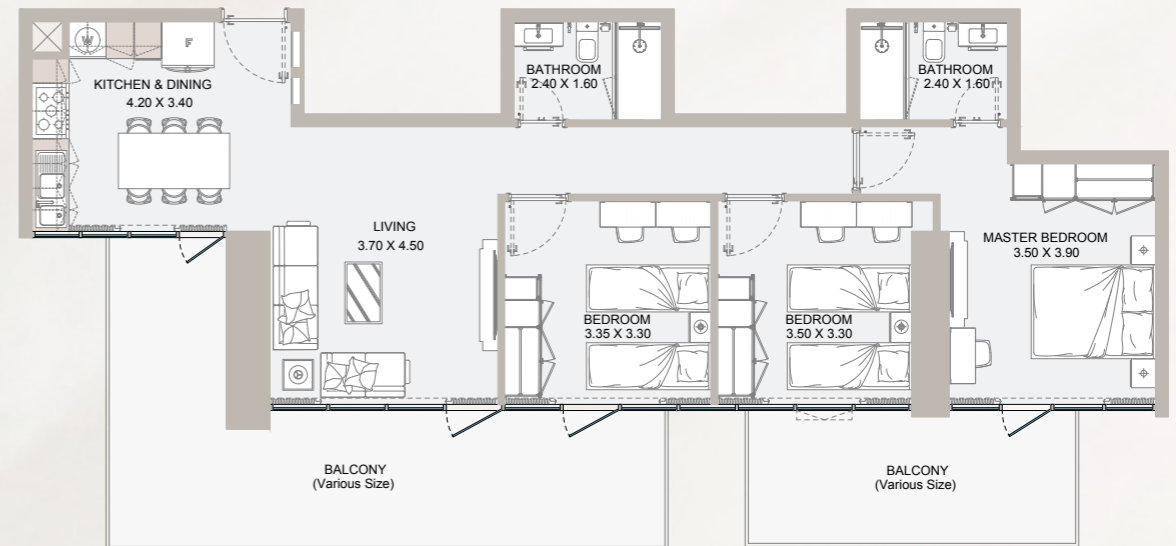 W
F
KITCHEN & DINING
4.20 X 3.40
BATHROOM
2.40 X 1.60
BATHROOM
2.40 X 1.60
LIVING
3.70 X 4.50
BEDROOM
3.35 X 3.30
BEDROOM
3.50 X 3.30
MASTER BEDROOM
3.50 X 3.90
BALCONY
(Various Size)
BALCONY
(Various Size)